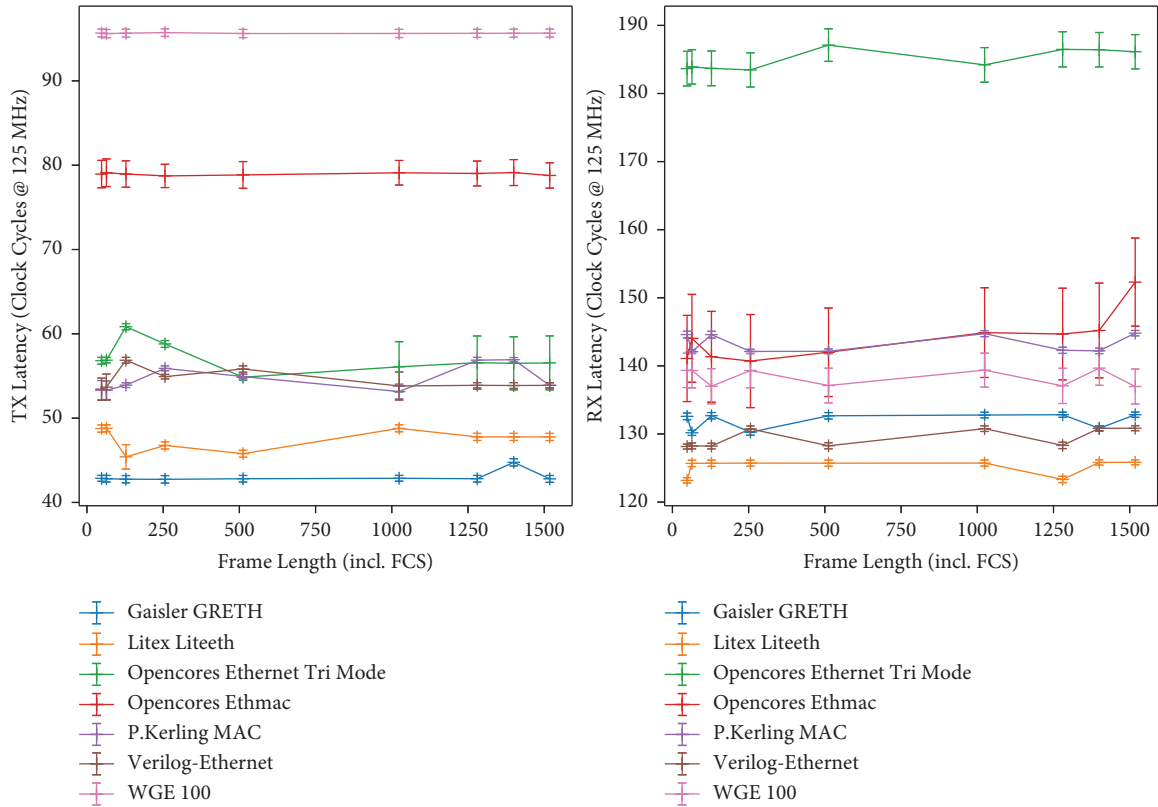 TX Latency (Clock Cycles @ 125 MHz)
90
80
70
60
50
40
0 250 500 750 1000 1250 1500
Frame Length (incl. FCS)
Gaisler GRETH
Litex Liteeth
Opencores Ethernet Tri Mode
Opencores Ethmac
P.Kerling MAC
Verilog-Ethernet
WGE 100
RX Latency (Clock Cycles @ 125 MHz)
190
180
170
160
150
140
130
120
0 250 500 750 1000 1250 1500
Frame Length (incl. FCS)
Gaisler GRETH
Litex Liteeth
Opencores Ethernet Tri Mode
Opencores Ethmac
P.Kerling MAC
Verilog-Ethernet
WGE 100